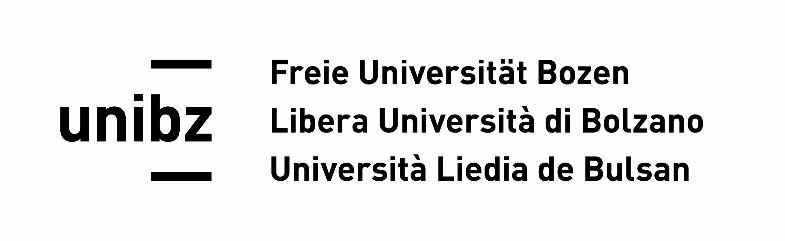 unibz
Freie Universität Bozen
Libera Università di Bolzano
Università Liedia de Bulsan